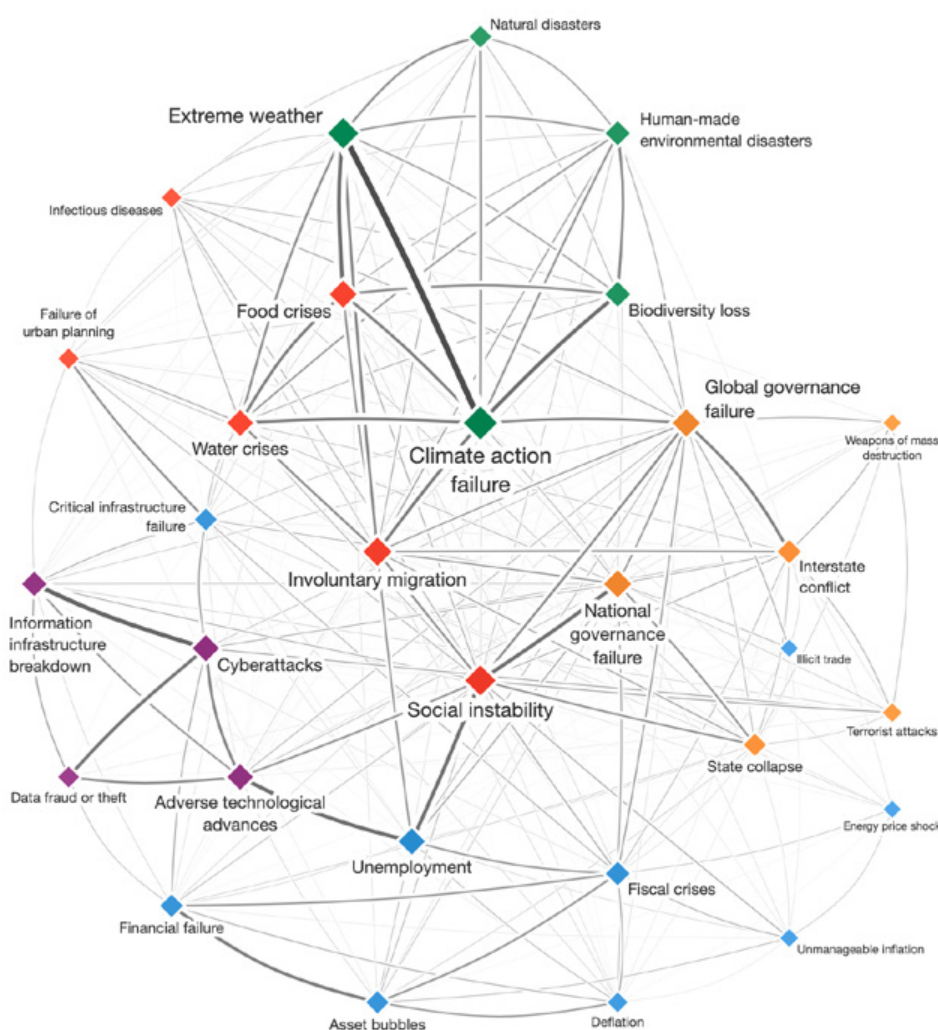 Natural disasters
Extreme weather
Human-made
environmental disasters
Infectious diseases
Food crises
Biodiversity loss
Failure of
urban planning
Global governance
failure
Water crises
Climate action
failure
Weapons of mass
destruction
Critical infrastructure
failure
Involuntary migration
Interstate
conflict
National
governance
failure
Information
infrastructure
breakdown
Cyberattacks
Illicit trade
Social instability
Terrorist attacks
State collapse
Data fraud or theft
Adverse technological
advances
Energy price shock
Unemployment
Fiscal crises
Financial failure
Unmanageable inflation
Asset bubbles
Deflation